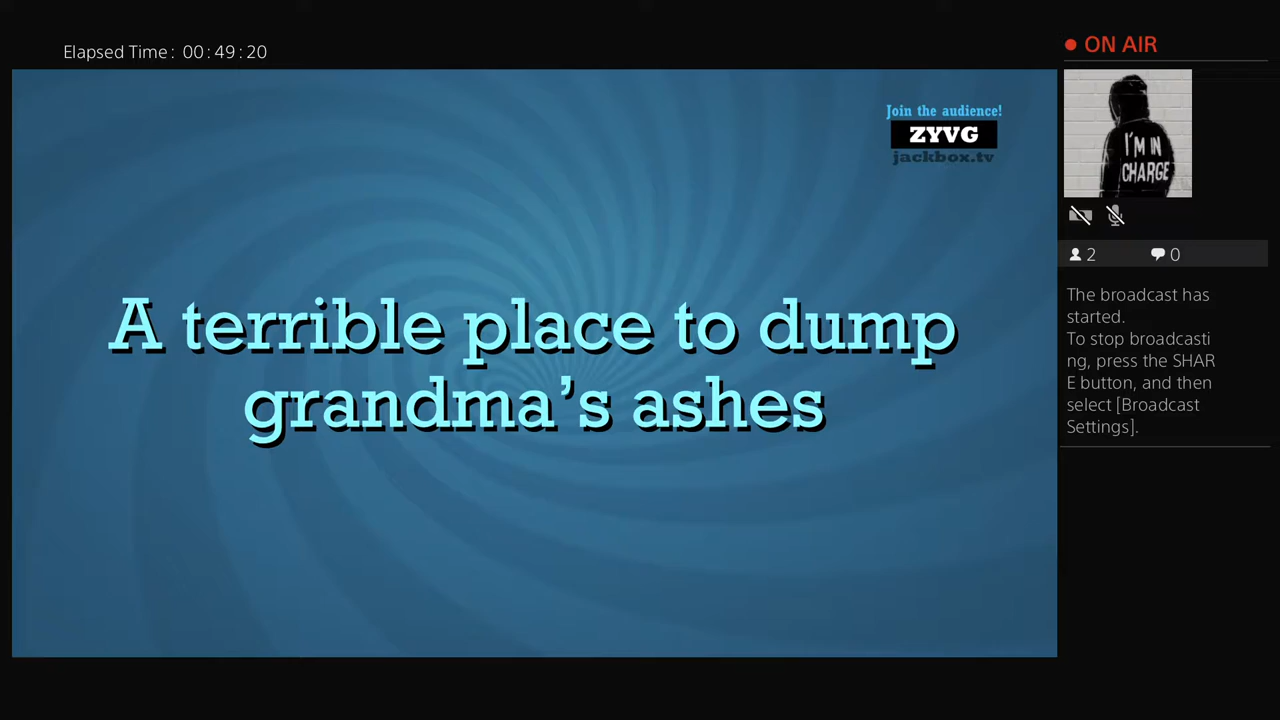 Elapsed Time: 00:49:20
ON AIR
Join the audience!
ZYVG
jackbox.tv
I'M IN
CHARGE
2
0
A terrible place to dump
grandma's ashes
The broadcast has
started.
To stop broadcasti
ng, press the SHAR
E button, and then
select [Broadcast
Settings].